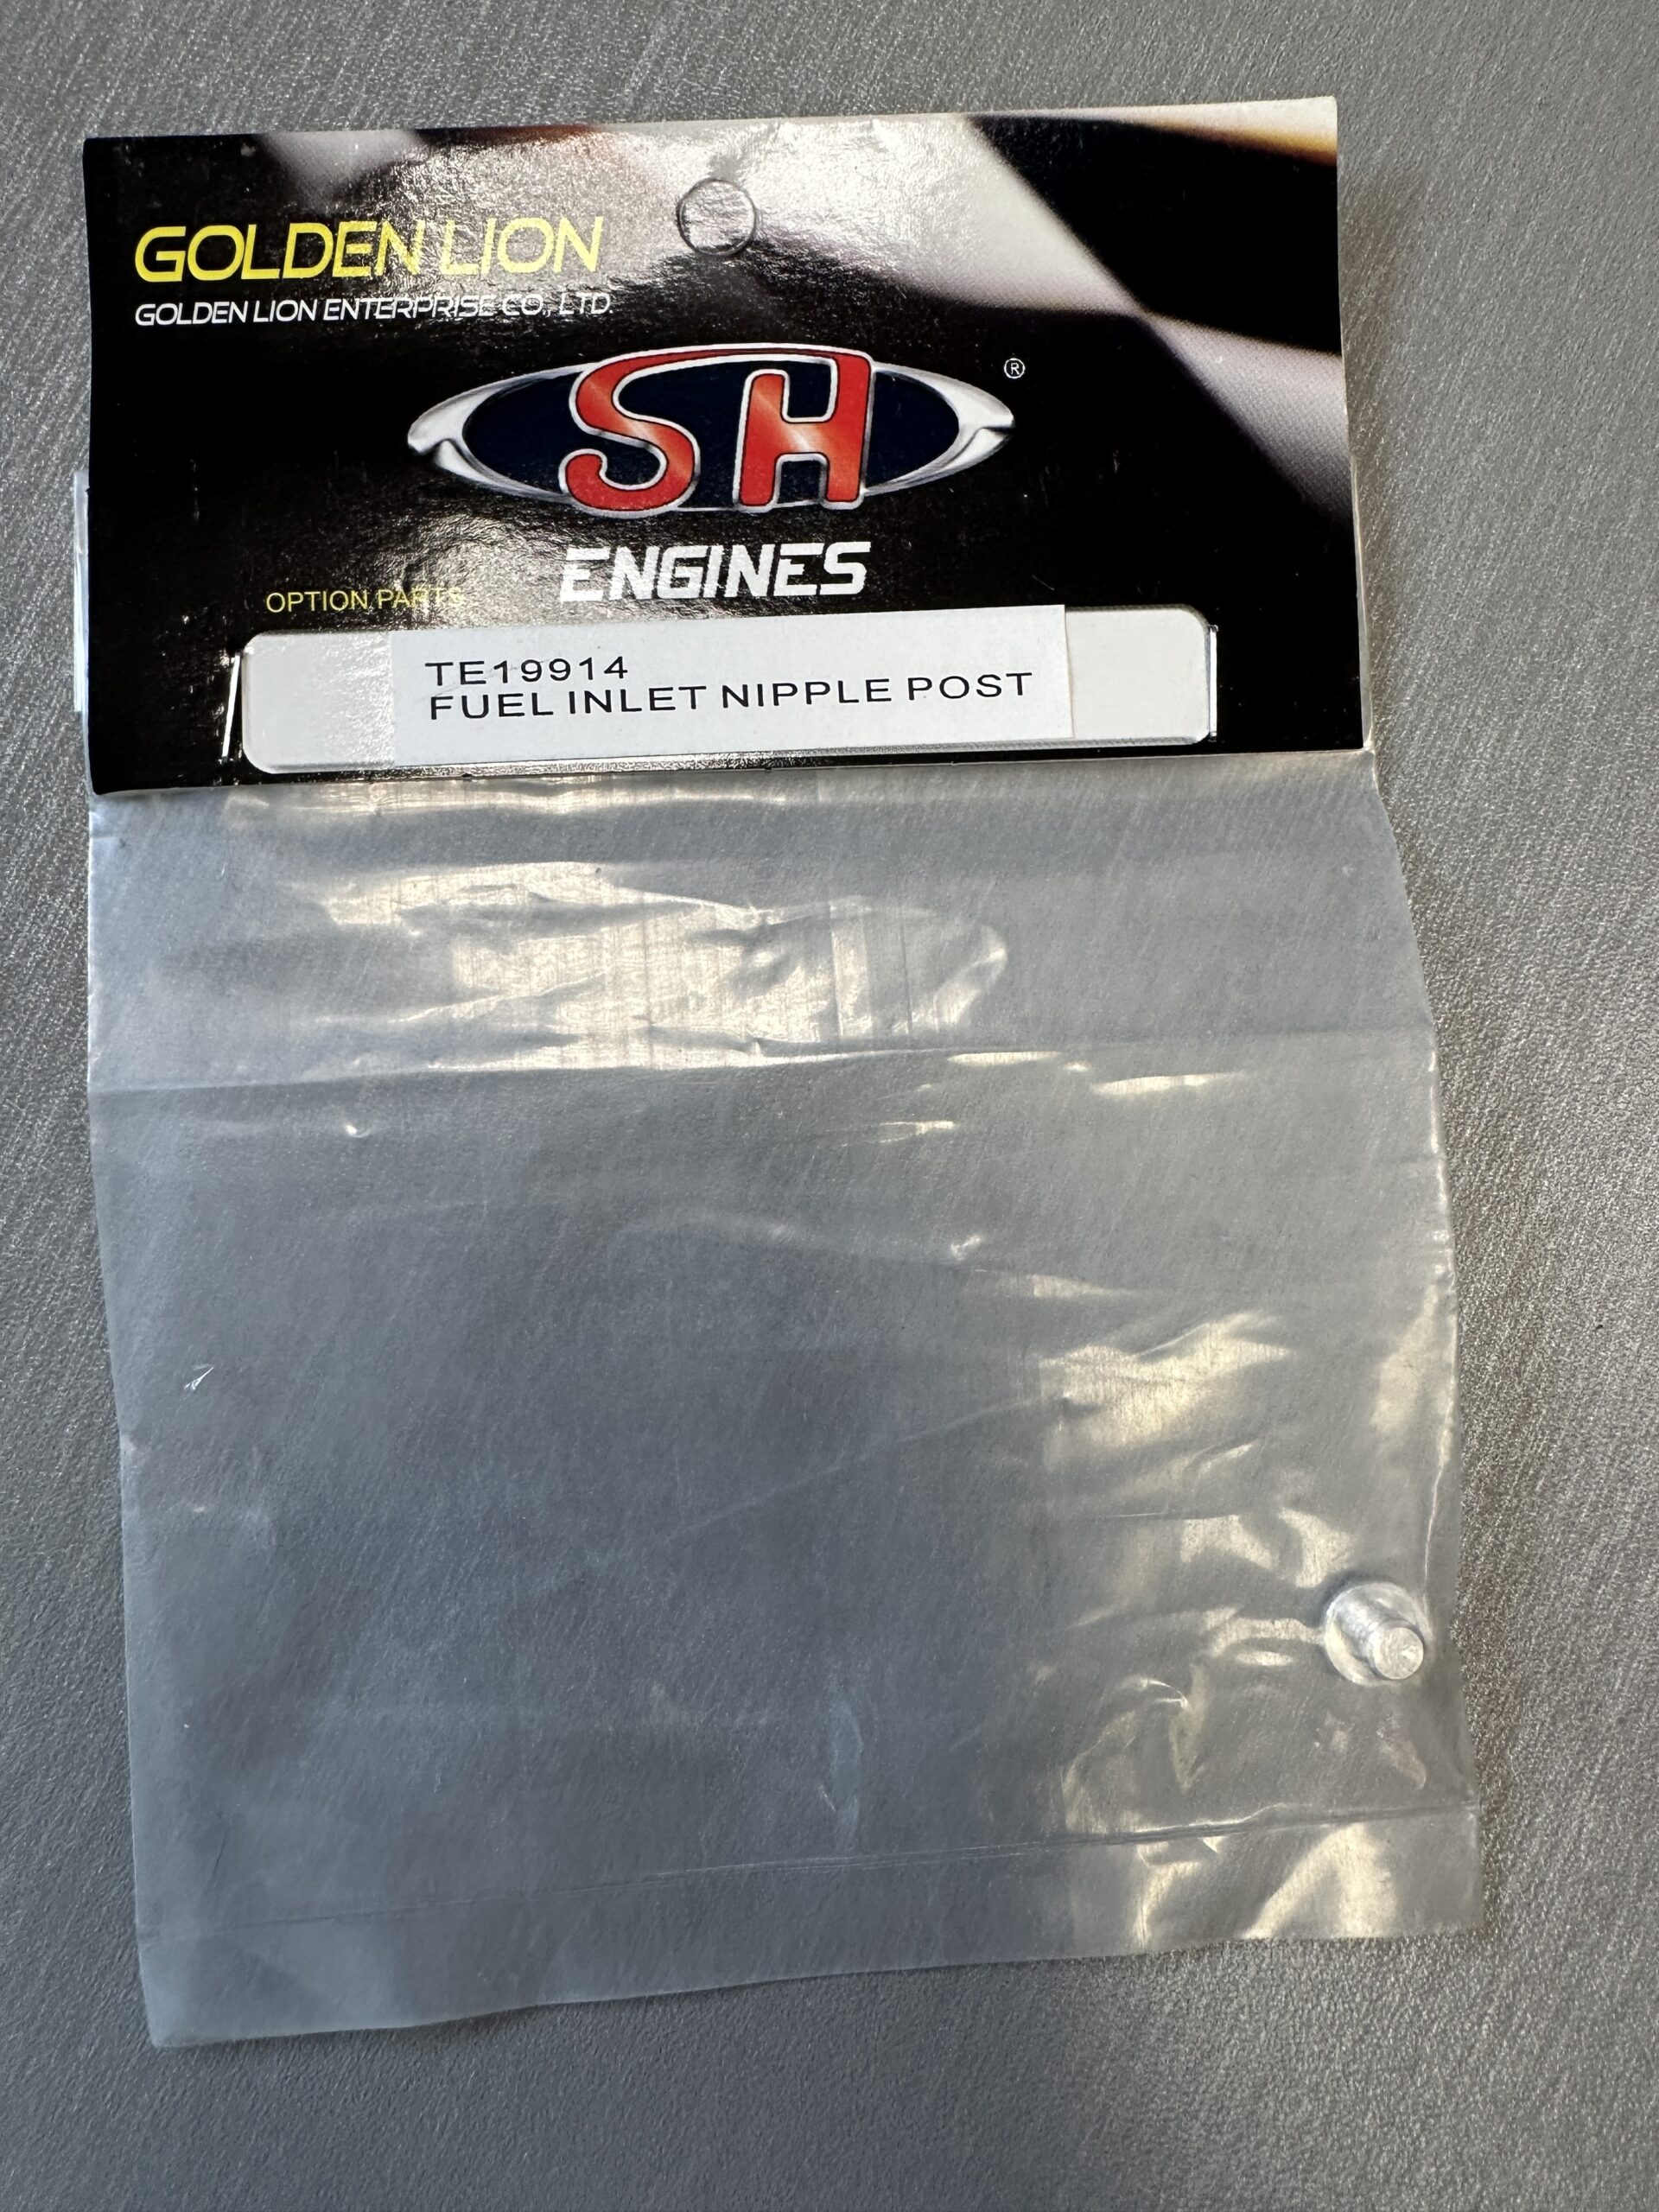 GOLDEN LION
GOLDEN LION ENTERPRISE CO., LTD.
SH ®
ENGINES
OPTION PARTS
TE19914
FUEL INLET NIPPLE POST